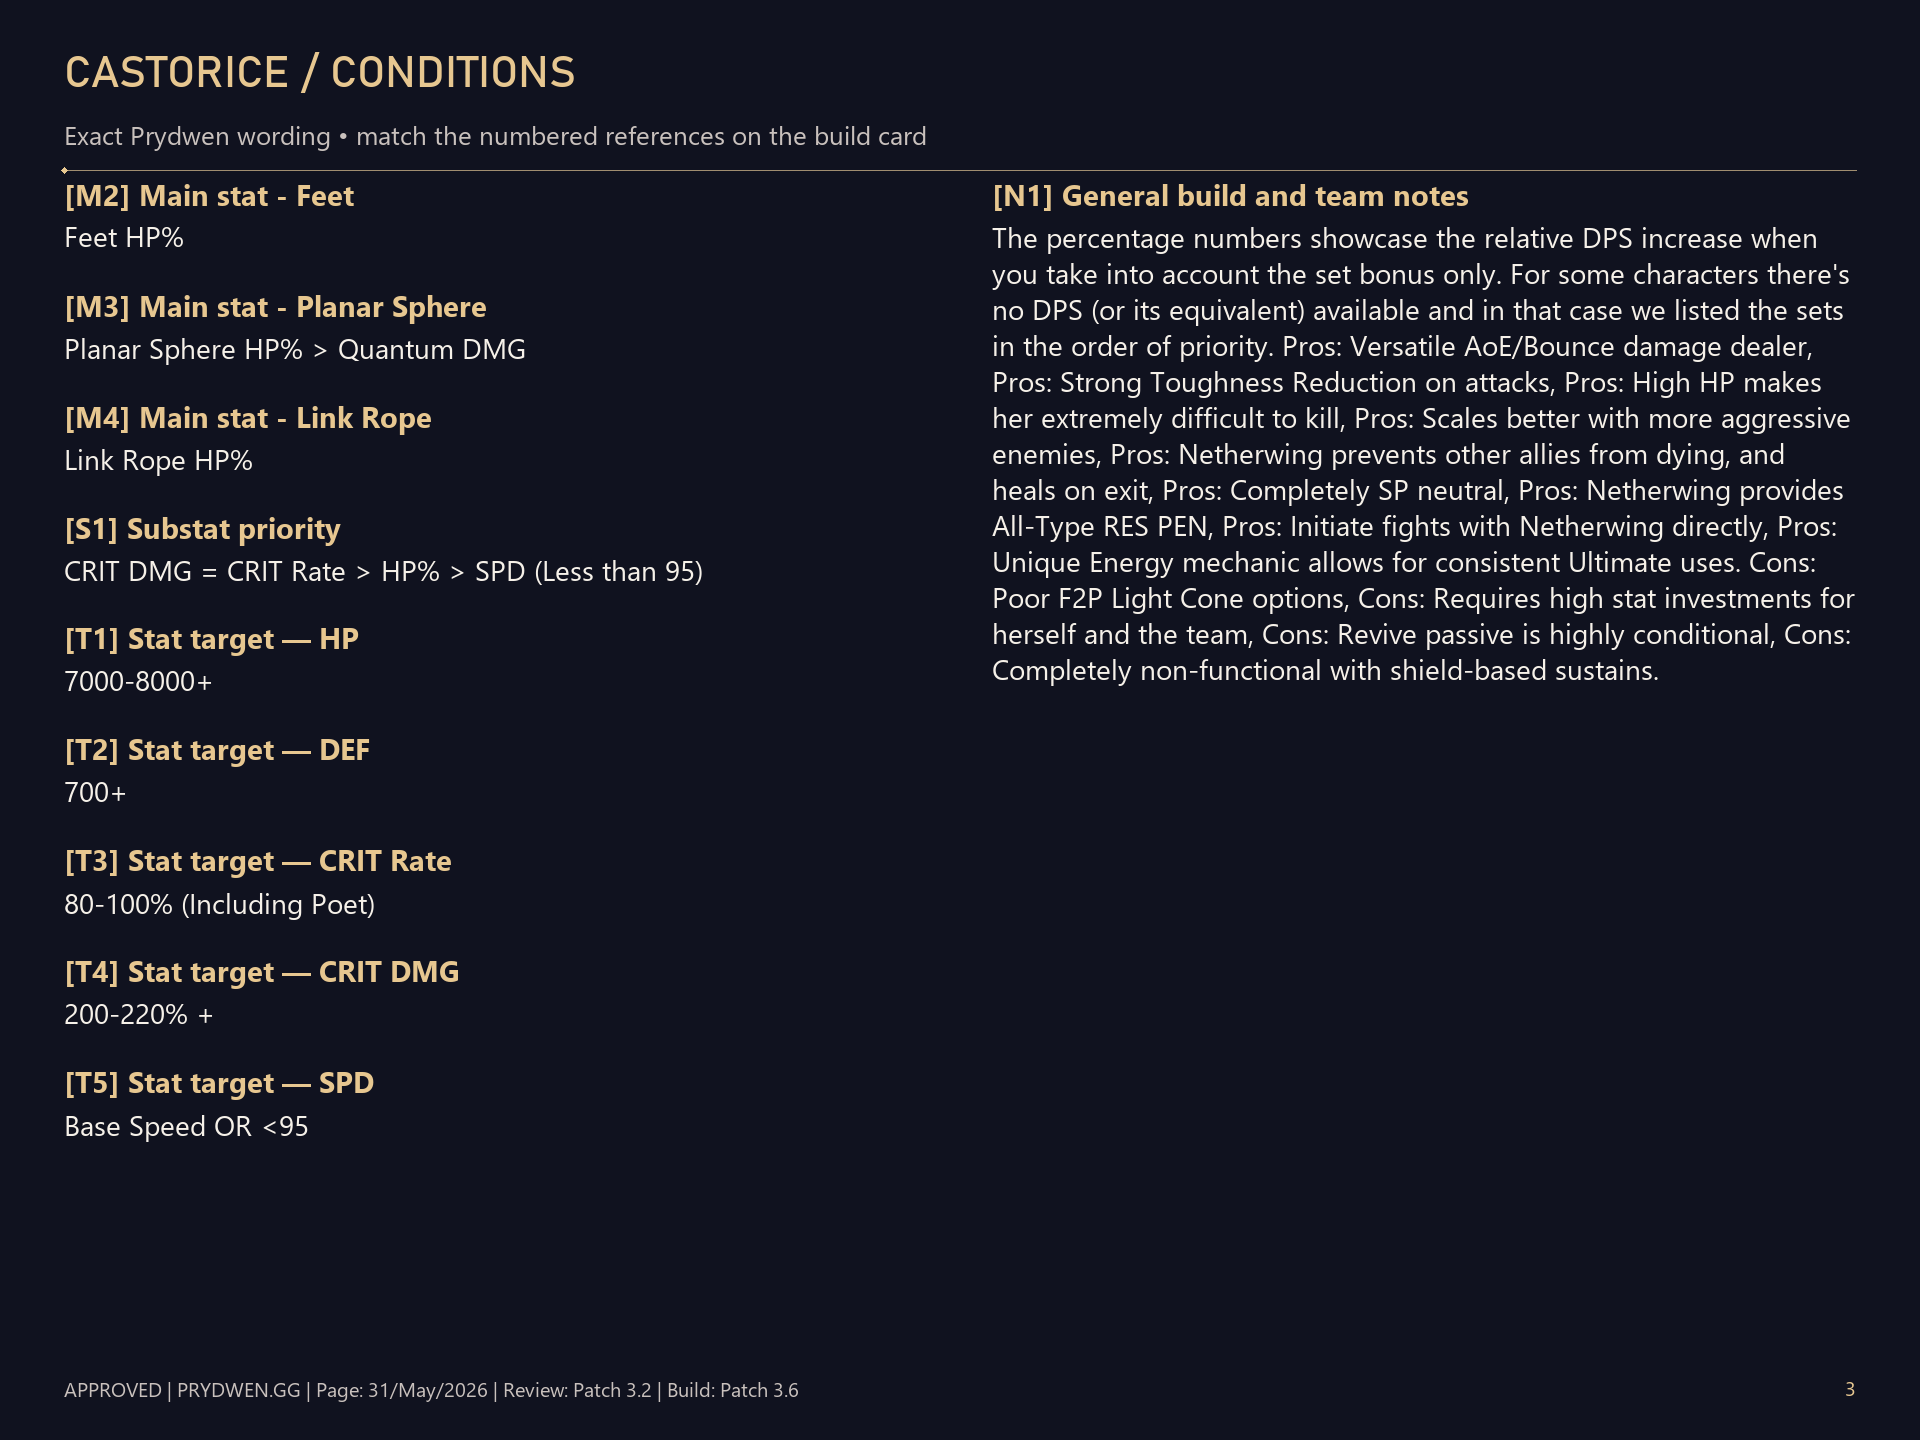 CASTORICE / CONDITIONS
Exact Prydwen wording • match the numbered references on the build card
[M2] Main stat - Feet
Feet HP%
[M3] Main stat - Planar Sphere
Planar Sphere HP% > Quantum DMG
[M4] Main stat - Link Rope
Link Rope HP%
[S1] Substat priority
CRIT DMG = CRIT Rate > HP% > SPD (Less than 95)
[T1] Stat target — HP
7000-8000+
[T2] Stat target — DEF
700+
[T3] Stat target — CRIT Rate
80-100% (Including Poet)
[T4] Stat target — CRIT DMG
200-220% +
[T5] Stat target — SPD
Base Speed OR <95
[N1] General build and team notes
The percentage numbers showcase the relative DPS increase when
you take into account the set bonus only. For some characters there's
no DPS (or its equivalent) available and in that case we listed the sets
in the order of priority. Pros: Versatile AoE/Bounce damage dealer,
Pros: Strong Toughness Reduction on attacks, Pros: High HP makes
her extremely difficult to kill, Pros: Scales better with more aggressive
enemies, Pros: Netherwing prevents other allies from dying, and
heals on exit, Pros: Completely SP neutral, Pros: Netherwing provides
All-Type RES PEN, Pros: Initiate fights with Netherwing directly, Pros:
Unique Energy mechanic allows for consistent Ultimate uses. Cons:
Poor F2P Light Cone options, Cons: Requires high stat investments for
herself and the team, Cons: Revive passive is highly conditional, Cons:
Completely non-functional with shield-based sustains.
APPROVED | PRYDWEN.GG | Page: 31/May/2026 | Review: Patch 3.2 | Build: Patch 3.6
3